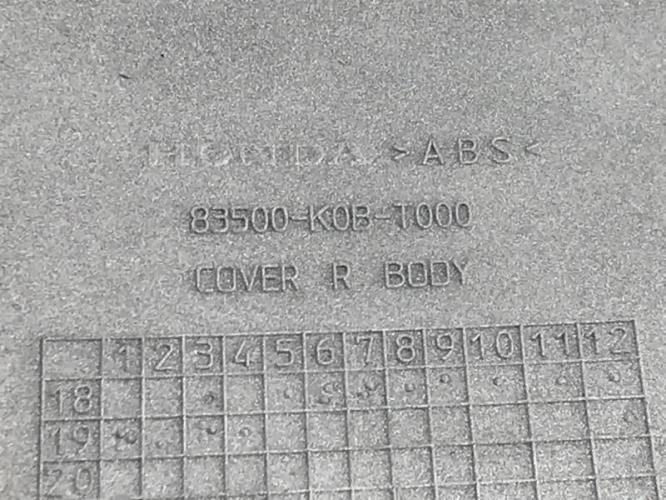 HONDA >ABS<
83500-K0B-T000
COVER R BODY
1 2 3 4 5 6 7 8 9 10 11 12
18
19
20